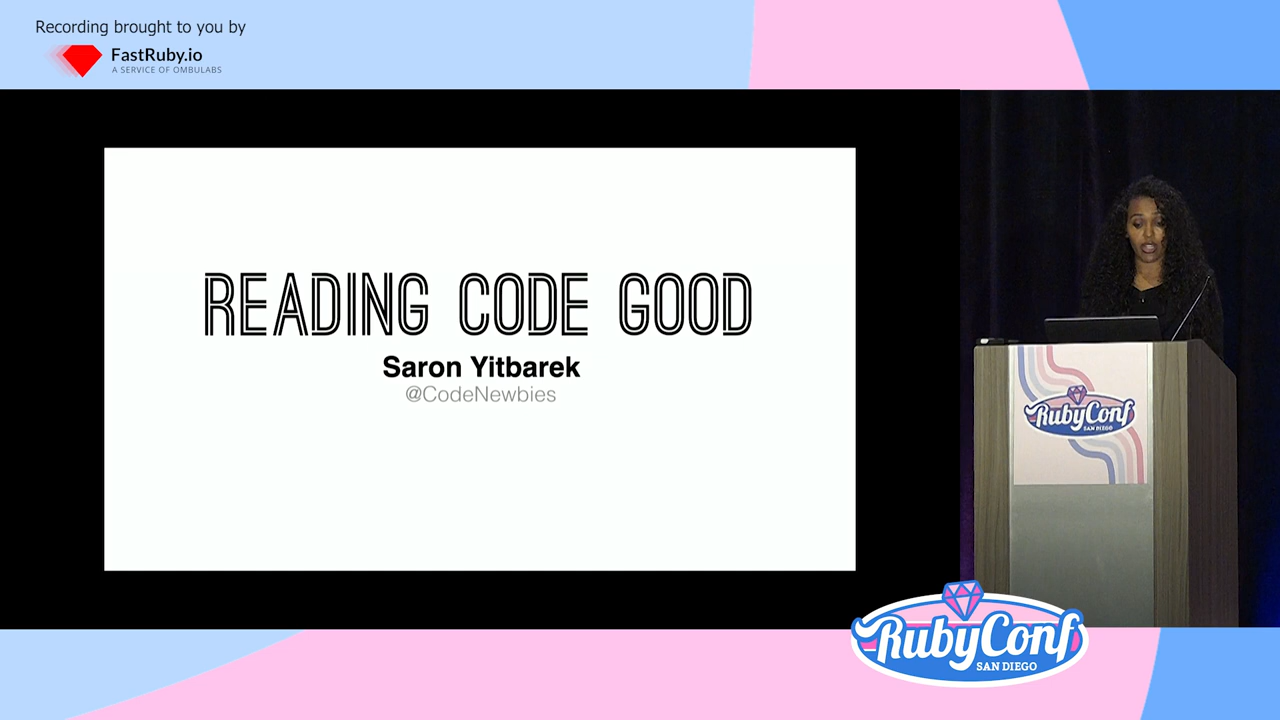 Recording brought to you by
FastRuby.io
A SERVICE OF OMBULABS
READING CODE GOOD
Saron Yitbarek
@CodeNewbies
RubyConf
SAN DIEGO
RubyConf
SAN DIEGO